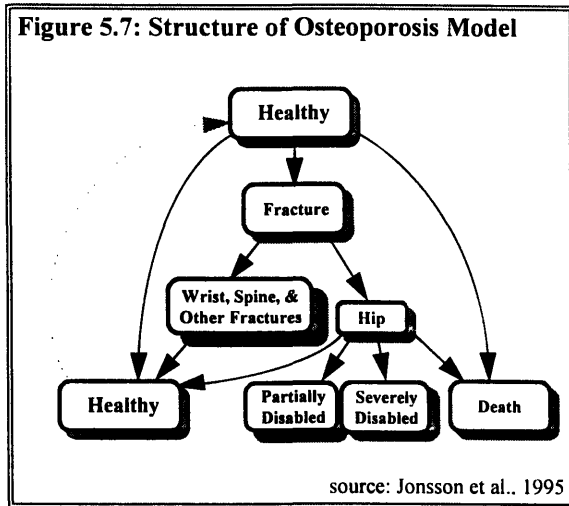 Figure 5.7: Structure of Osteoporosis Model
Healthy
Fracture
Wrist, Spine, &
Other Fractures
Hip
Healthy
Partially
Disabled
Severely
Disabled
Death
source: Jonsson et al.. 1995